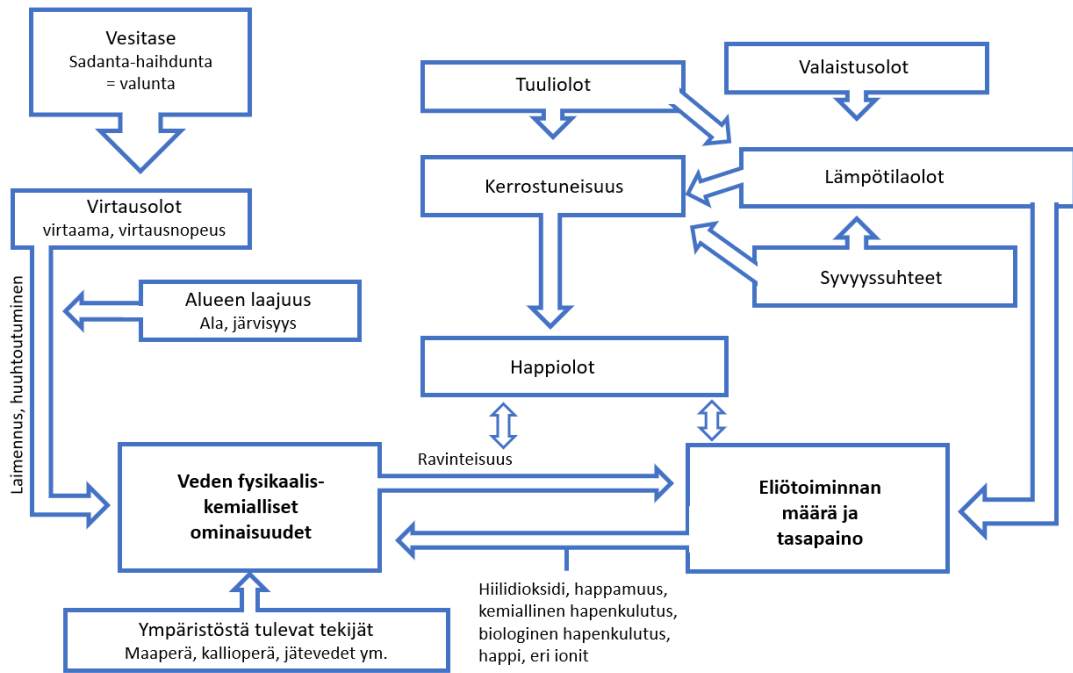 Vesitase
Sadanta-haihdunta
= valunta
Tuuliolot
Valaistusolot
Virtausolot
virtaama, virtausnopeus
Kerrostuneisuus
Lämpötilaolot
Syvyyssuhteet
Alueen laajuus
Ala, järvisyys
Laimennus, huuhtoutuminen
Happiolot
Ravinteisuus
Veden fysikaalis-
kemialliset
ominaisuudet
Eliötoiminnan
määrä ja
tasapaino
Hiilidioksidi, happamuus,
kemiallinen hapenkulutus,
biologinen hapenkulutus,
happi, eri ionit
Ympäristöstä tulevat tekijät
Maaperä, kallioperä, jätevedet ym.